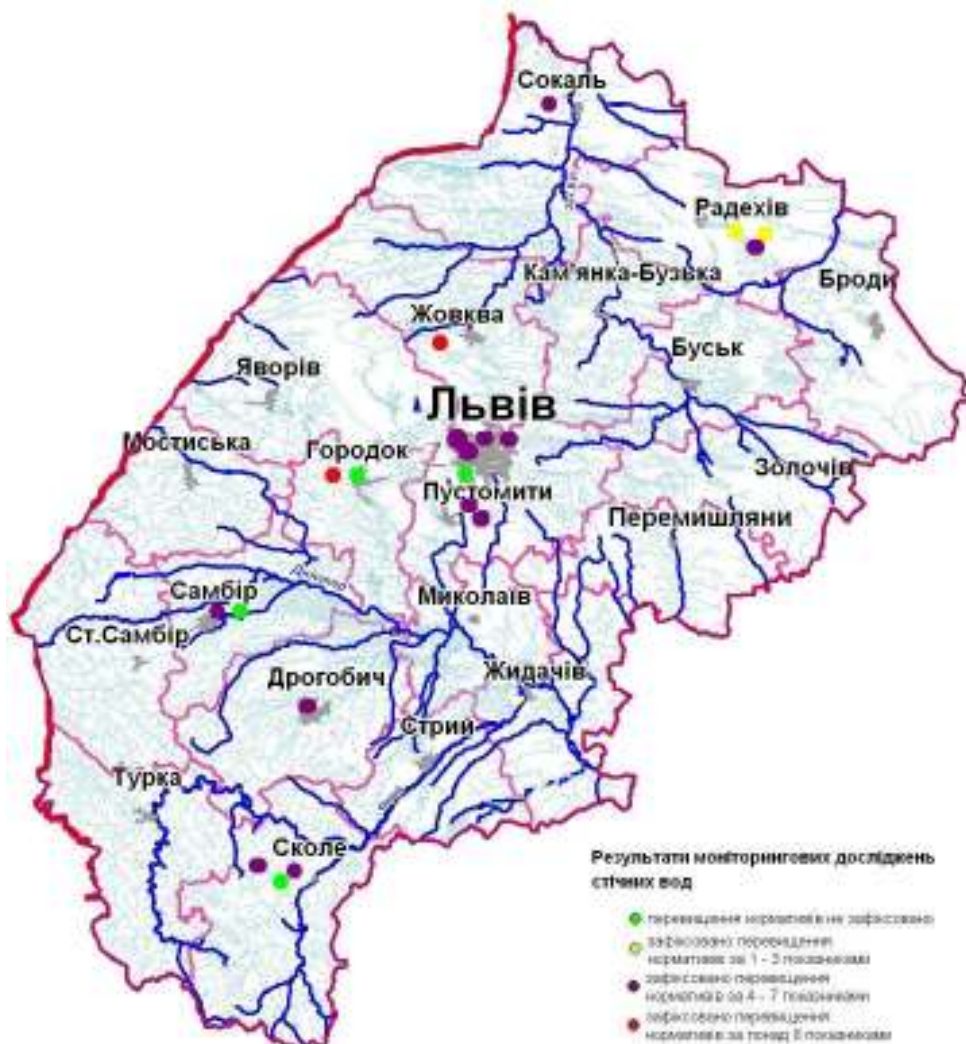 Сокаль
Радехів
Кам'янка-Бузвка
Броди
Жовква
Буськ
Яворів
Львів
Мостиська
Городок
Золочів
Пустомити
Перемишляни
Самбір
Миколаїв
Ст.Самбір
Дрогобич
Жидачів
Стрий
Турка
Сколе
Результати моніторингових досліджень
стічних вод
перевищення нормативів не зафіксовано
зафіксовано перевищення
нормативів за 1 - 3 показниками
зафіксовано перевищення
нормативів за 4 - 7 показниками
зафіксовано перевищення
нормативів за понад 8 показниками